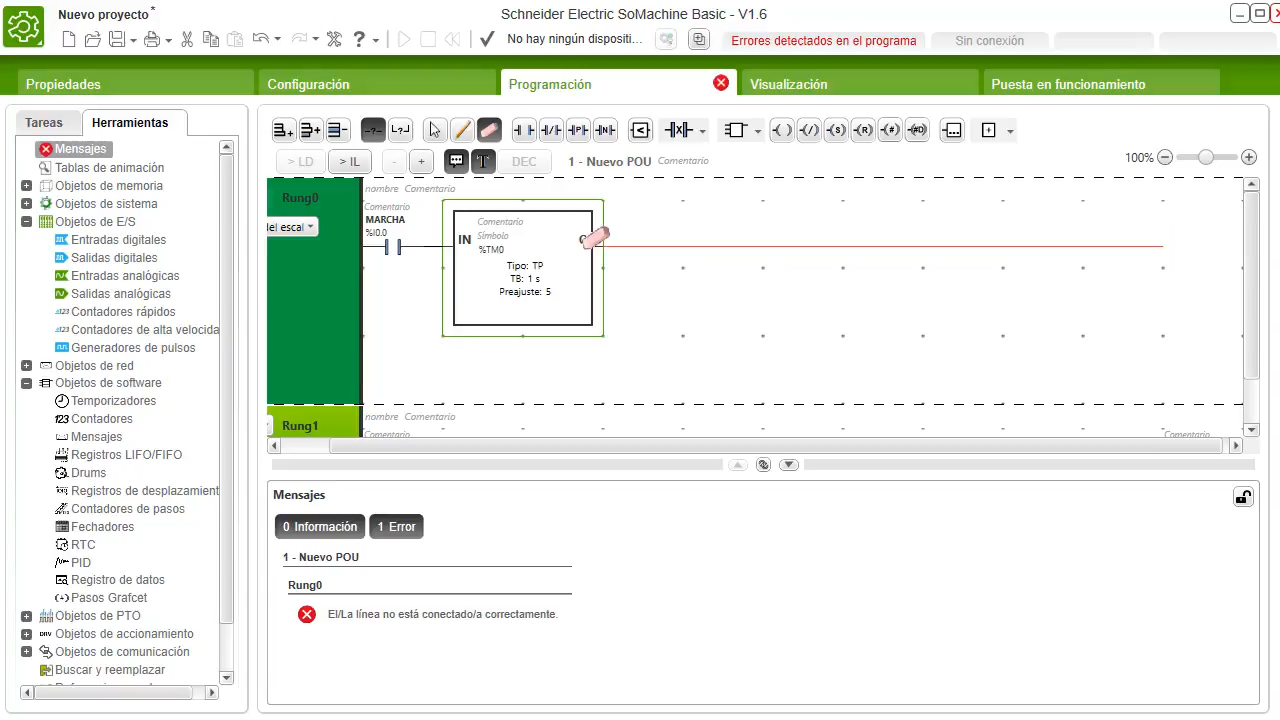 Nuevo proyecto *
Schneider Electric SoMachine Basic - V1.6
No hay ningún dispositi...
Errores detectados en el programa
Sin conexión
Propiedades
Configuración
Programación
Visualización
Puesta en funcionamiento
Tareas
Herramientas
Mensajes
Tablas de animación
Objetos de memoria
Objetos de sistema
Objetos de E/S
Entradas digitales
Salidas digitales
Entradas analógicas
Salidas analógicas
Contadores rápidos
Contadores de alta velocida
Generadores de pulsos
Objetos de red
Objetos de software
Temporizadores
Contadores
Mensajes
Registros LIFO/FIFO
Drums
Registros de desplazamient
Contadores de pasos
Fechadores
RTC
PID
Registro de datos
Pasos Grafcet
Objetos de PTO
Objetos de accionamiento
Objetos de comunicación
Buscar y reemplazar
> LD
> IL
-
+
DEC
1 - Nuevo POU
Comentario
100%
Rung0
nombre Comentario
del escal
Comentario
MARCHA
%I0.0
Comentario
Símbolo
IN
%TM0
Tipo: TP
TB: 1 s
Preajuste: 5
Rung1
nombre Comentario
Comentario
Comentario
Mensajes
0 Información
1 Error
1 - Nuevo POU
Rung0
El/La línea no está conectado/a correctamente.